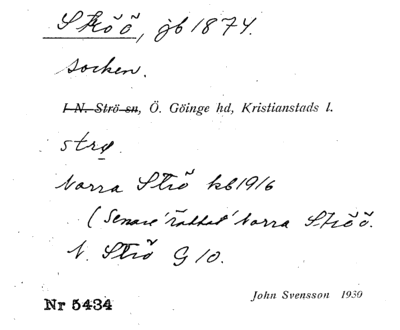 Ströö, jb 1874.
socken.
I N. Strö sn, Ö. Göinge hd, Kristianstads l.
strø.
Norra Strö kb 1916
(Senare 'rättat' Norra Ströö.
N. Strö G 10.
John Svensson 1930
Nr 5434